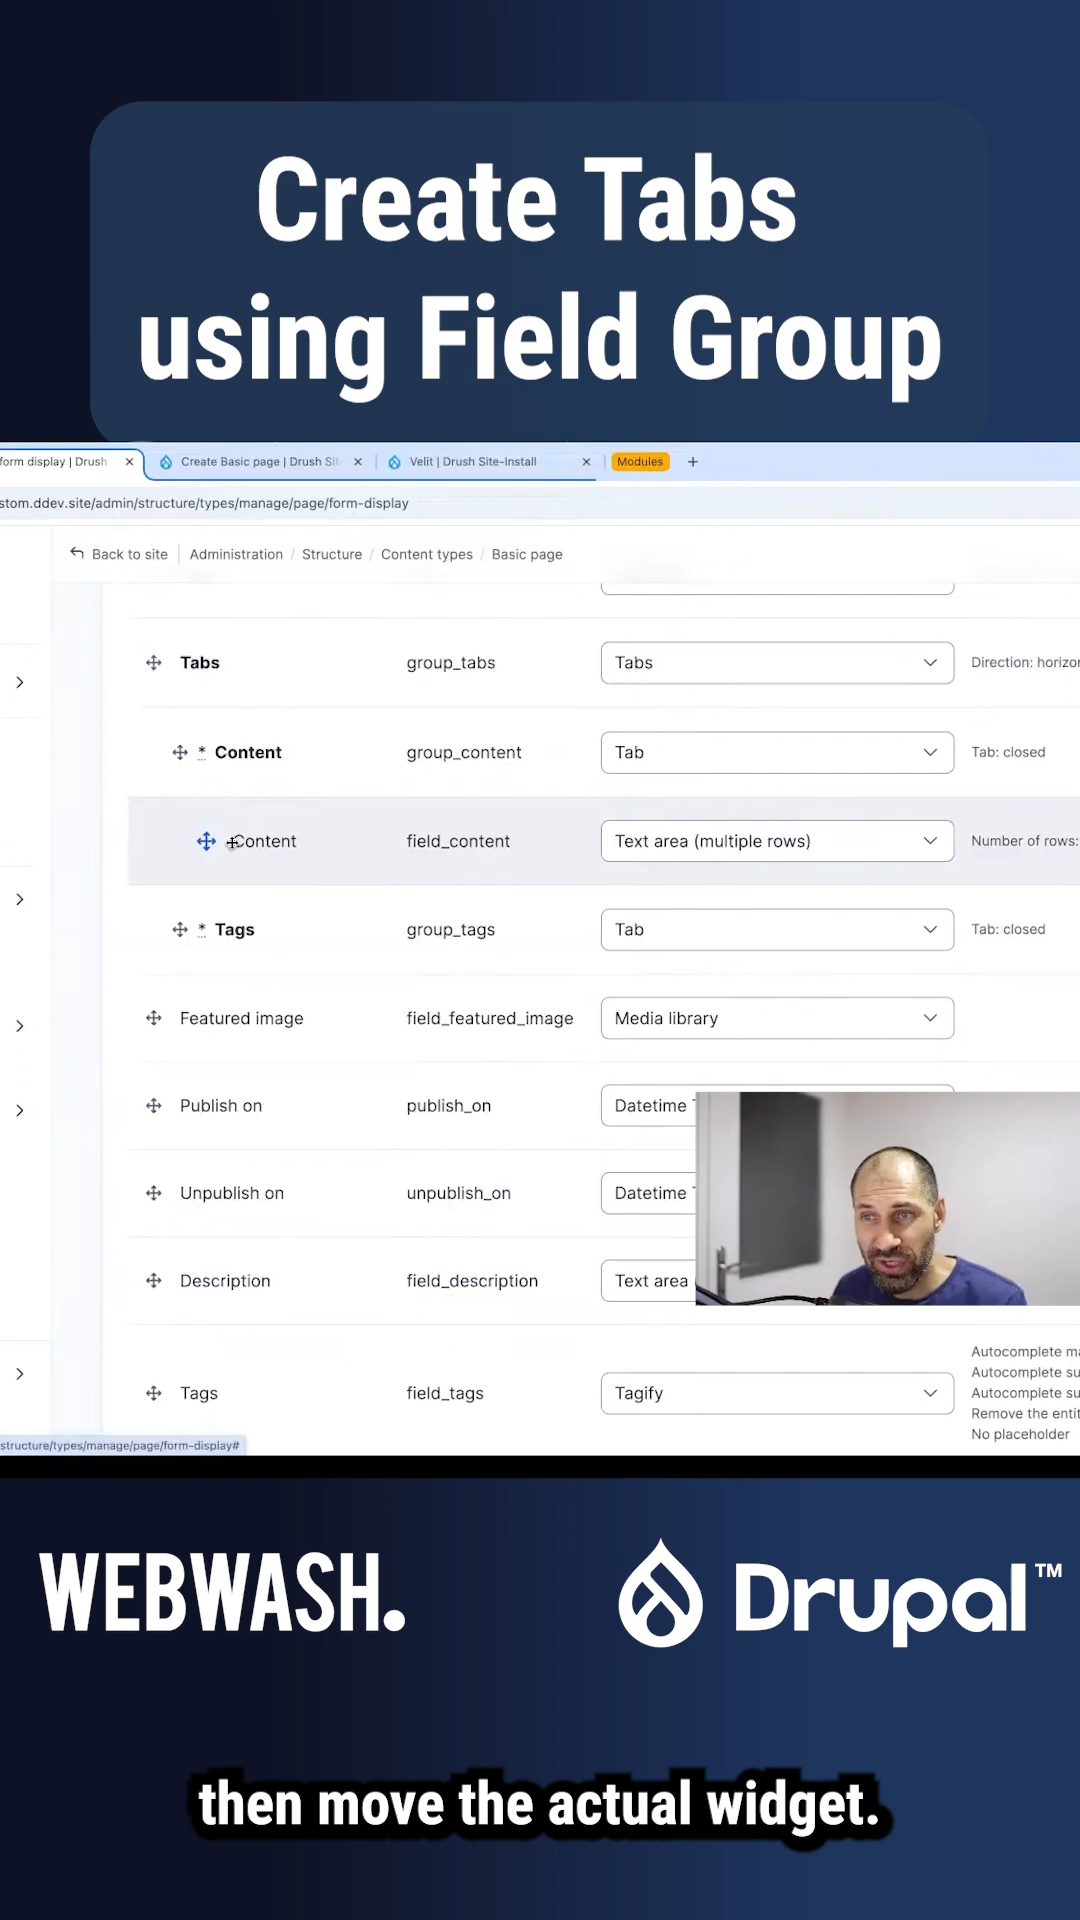 Create Tabs
using Field Group
form display | Drush
Create Basic page | Drush Sit
Velit | Drush Site-Install
Modules
stom.ddev.site/admin/structure/types/manage/page/form-display
Back to site Administration / Structure / Content types / Basic page
Tabs group_tabs Tabs Direction: horizon
* Content group_content Tab Tab: closed
Content field_content Text area (multiple rows) Number of rows:
* Tags group_tags Tab Tab: closed
Featured image field_featured_image Media library
Publish on publish_on Datetime T
Unpublish on unpublish_on Datetime T
Description field_description Text area
Tags field_tags Tagify
Autocomplete ma
Autocomplete su
Autocomplete su
Remove the entit
No placeholder
structure/types/manage/page/form-display#
WEBWASH.
Drupal™
then move the actual widget.